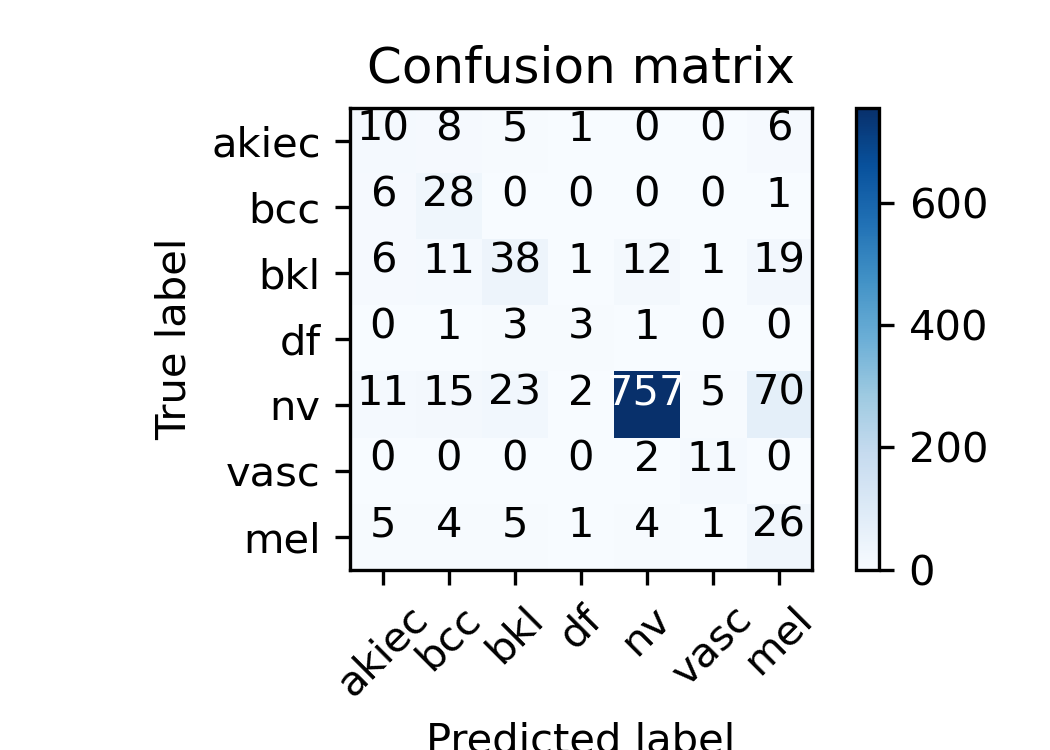 Confusion matrix
akiec 10 8 5 1 0 0 6
bcc 6 28 0 0 0 0 1
bkl 6 11 38 1 12 1 19
df 0 1 3 3 1 0 0
nv 11 15 23 2 757 5 70
vasc 0 0 0 0 2 11 0
mel 5 4 5 1 4 1 26
True label
akiec bcc bkl df nv vasc mel
Predicted label
600
400
200
0